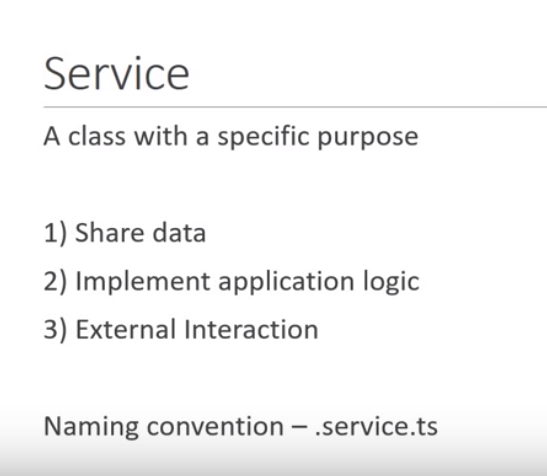 Service
A class with a specific purpose
1) Share data
2) Implement application logic
3) External Interaction
Naming convention – .service.ts